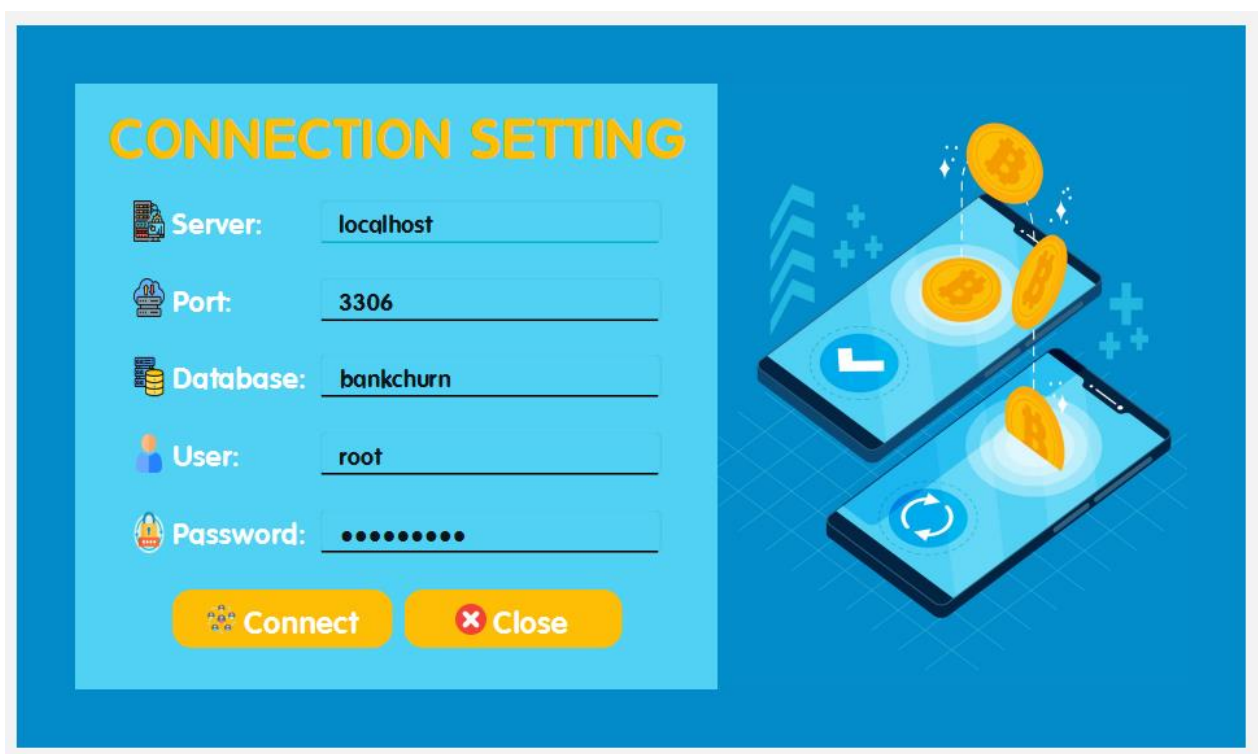 CONNECTION SETTING
Server: localhost
Port: 3306
Database: bankchurn
User: root
Password: •••••••••
Connect Close